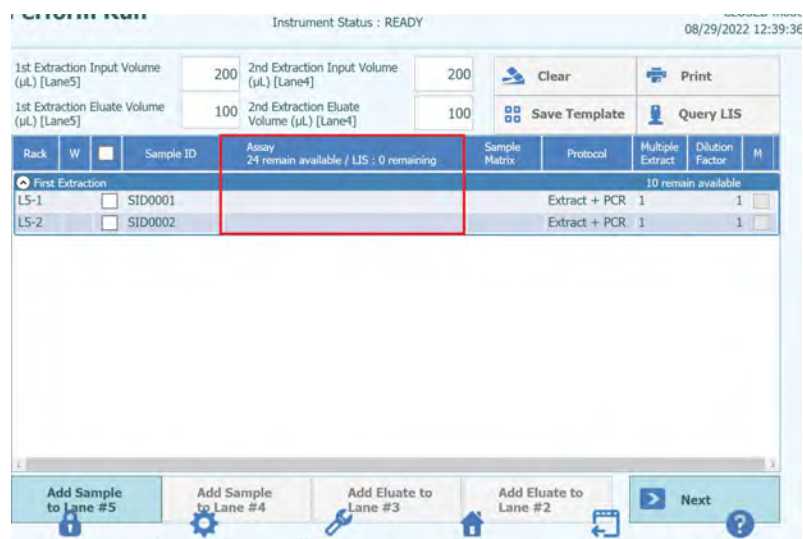 Perform Run
Instrument Status : READY
08/29/2022 12:39:36
1st Extraction Input Volume
(µL) [Lane5]
200
2nd Extraction Input Volume
(µL) [Lane4]
200
Clear
Print
1st Extraction Eluate Volume
(µL) [Lane5]
100
2nd Extraction Eluate
Volume (µL) [Lane4]
100
Save Template
Query LIS
Rack
W
Sample ID
Assay
24 remain available / LIS : 0 remaining
Sample
Matrix
Protocol
Multiple
Extract
Dilution
Factor
M
First Extraction
10 remain available
L5-1 SID0001 Extract + PCR 1 1
L5-2 SID0002 Extract + PCR 1 1
Add Sample
to Lane #5
Add Sample
to Lane #4
Add Eluate to
Lane #3
Add Eluate to
Lane #2
Next
?